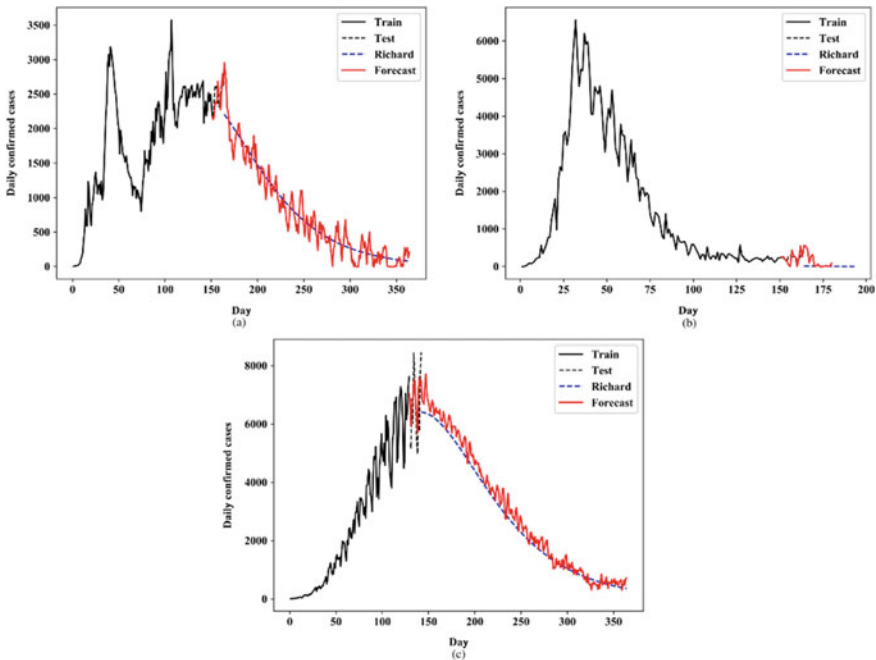 Daily confirmed cases
3500
3000
2500
2000
1500
1000
500
0
0 50 100 150 200 250 300 350
Day
(a)
Train
Test
Richard
Forecast
Daily confirmed cases
6000
5000
4000
3000
2000
1000
0
0 25 50 75 100 125 150 175 200
Day
(b)
Train
Test
Richard
Forecast
Daily confirmed cases
8000
6000
4000
2000
0
0 50 100 150 200 250 300 350
Day
(c)
Train
Test
Richard
Forecast